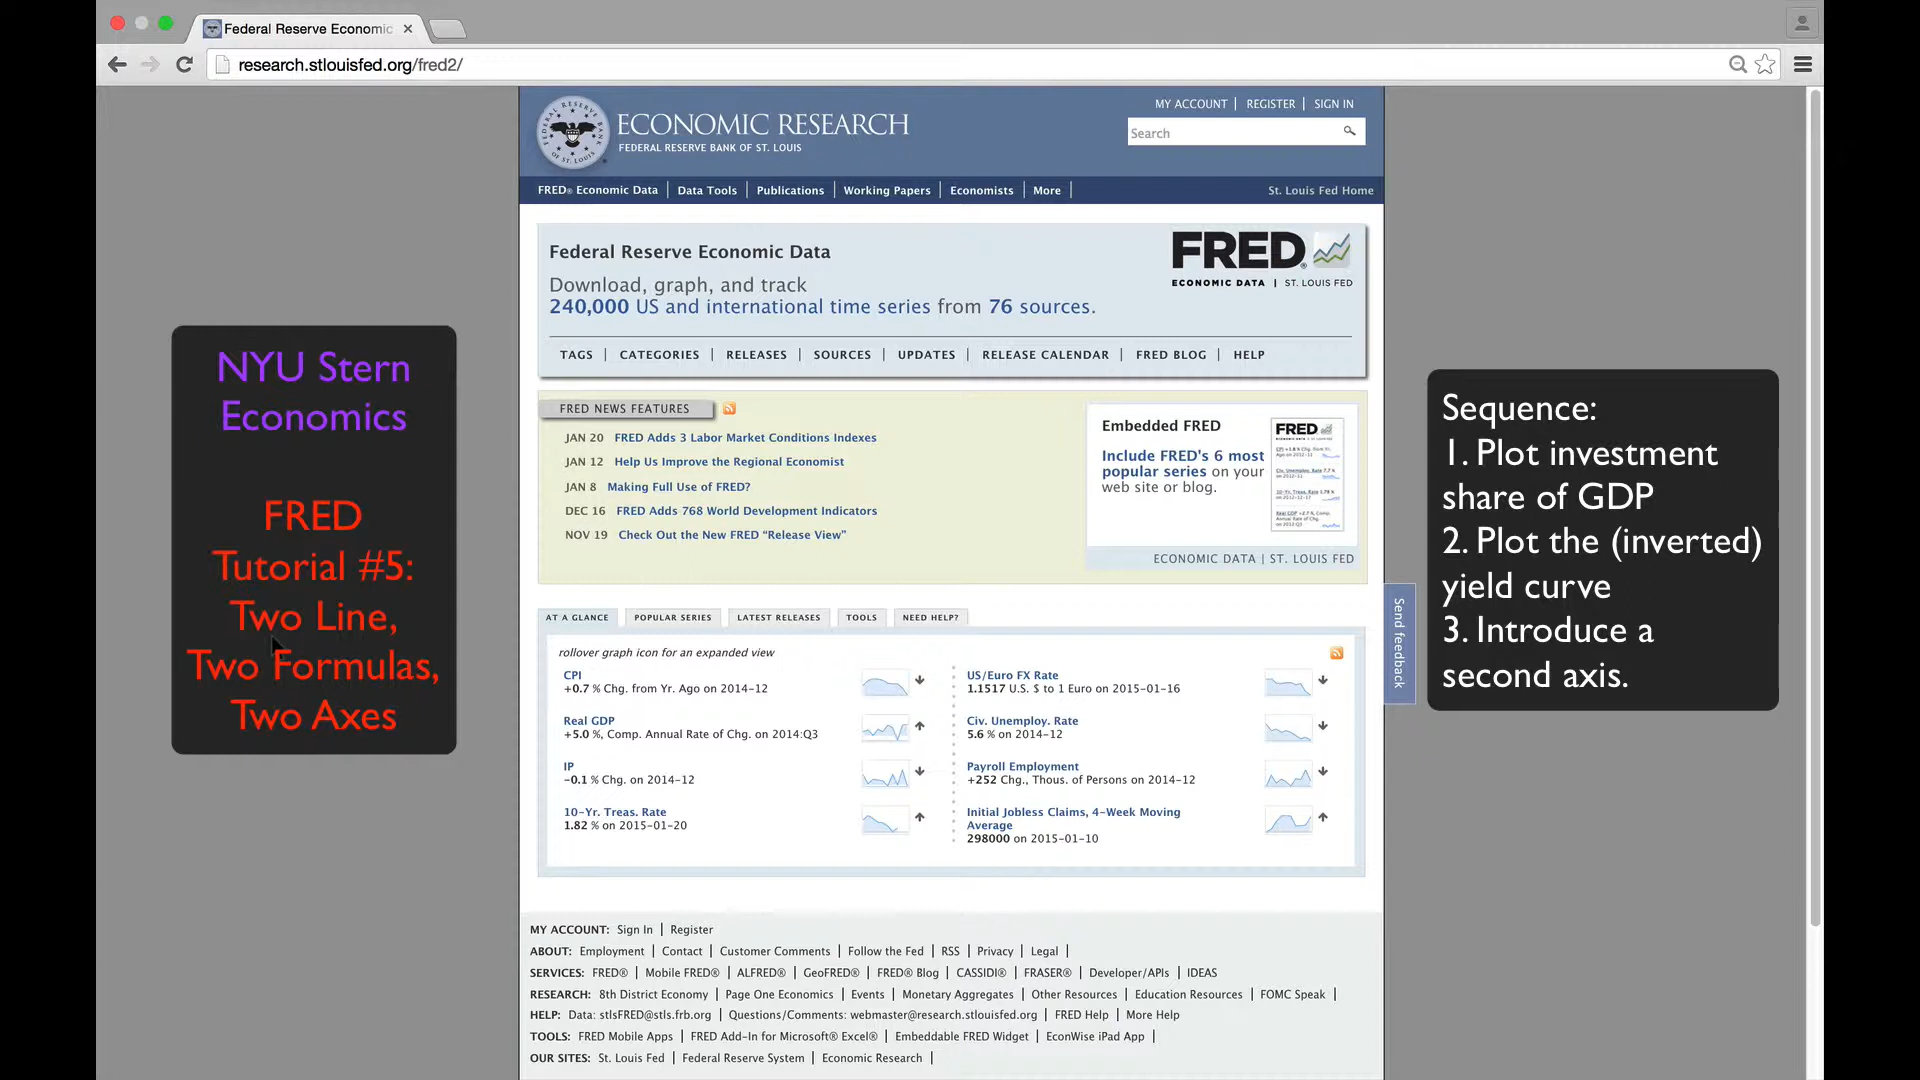 Federal Reserve Economic
research.stlouisfed.org/fred2/
MY ACCOUNT | REGISTER | SIGN IN
ECONOMIC RESEARCH
FEDERAL RESERVE BANK OF ST. LOUIS
Search
FRED® Economic Data | Data Tools | Publications | Working Papers | Economists | More |
St. Louis Fed Home
Federal Reserve Economic Data
Download, graph, and track
240,000 US and international time series from 76 sources.
FRED®
ECONOMIC DATA | ST. LOUIS FED
TAGS | CATEGORIES | RELEASES | SOURCES | UPDATES | RELEASE CALENDAR | FRED BLOG | HELP
NYU Stern
Economics
FRED
Tutorial #5:
Two Line,
Two Formulas,
Two Axes
FRED NEWS FEATURES
JAN 20 FRED Adds 3 Labor Market Conditions Indexes
JAN 12 Help Us Improve the Regional Economist
JAN 8 Making Full Use of FRED?
DEC 16 FRED Adds 768 World Development Indicators
NOV 19 Check Out the New FRED “Release View”
Embedded FRED
Include FRED's 6 most
popular series on your
web site or blog.
FRED
ECONOMIC DATA | ST. LOUIS FED
Send feedback
Sequence:
1. Plot investment
share of GDP
2. Plot the (inverted)
yield curve
3. Introduce a
second axis.
AT A GLANCE
POPULAR SERIES
LATEST RELEASES
TOOLS
NEED HELP?
rollover graph icon for an expanded view
CPI
+0.7 % Chg. from Yr. Ago on 2014-12
Real GDP
+5.0 %, Comp. Annual Rate of Chg. on 2014:Q3
IP
-0.1 % Chg. on 2014-12
10-Yr. Treas. Rate
1.82 % on 2015-01-20
US/Euro FX Rate
1.1517 U.S. $ to 1 Euro on 2015-01-16
Civ. Unemploy. Rate
5.6 % on 2014-12
Payroll Employment
+252 Chg., Thous. of Persons on 2014-12
Initial Jobless Claims, 4-Week Moving
Average
298000 on 2015-01-10
MY ACCOUNT: Sign In | Register
ABOUT: Employment | Contact | Customer Comments | Follow the Fed | RSS | Privacy | Legal |
SERVICES: FRED® | Mobile FRED® | ALFRED® | GeoFRED® | FRED® Blog | CASSIDI® | FRASER® | Developer/APIs | IDEAS
RESEARCH: 8th District Economy | Page One Economics | Events | Monetary Aggregates | Other Resources | Education Resources | FOMC Speak |
HELP: Data: stlsFRED@stls.frb.org | Questions/Comments: webmaster@research.stlouisfed.org | FRED Help | More Help
TOOLS: FRED Mobile Apps | FRED Add-In for Microsoft® Excel® | Embeddable FRED Widget | EconWise iPad App |
OUR SITES: St. Louis Fed | Federal Reserve System | Economic Research |